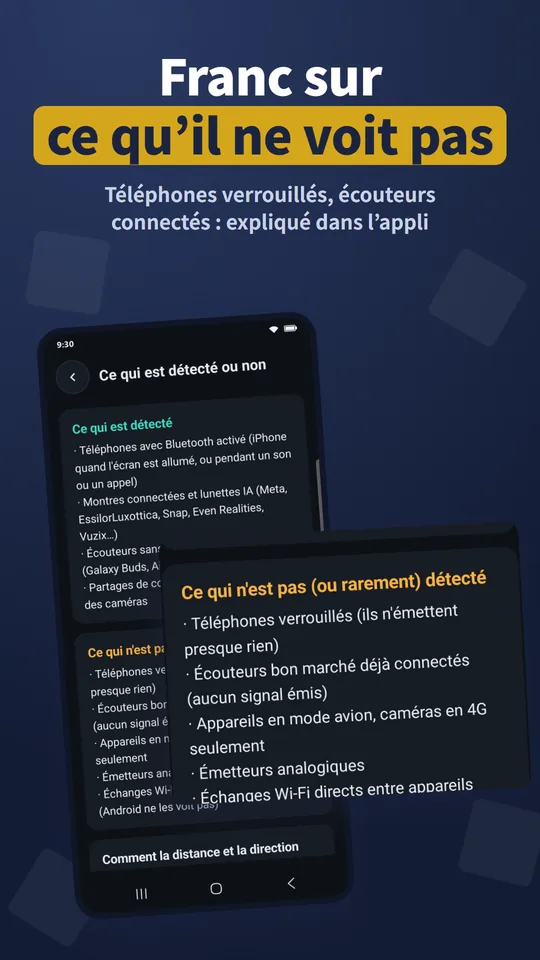 Franc sur
ce qu’il ne voit pas
Téléphones verrouillés, écouteurs
connectés : expliqué dans l’appli
9:30
Ce qui est détecté ou non
Ce qui est détecté
· Téléphones avec Bluetooth activé (iPhone
quand l'écran est allumé, ou pendant un son
ou un appel)
· Montres connectées et lunettes IA (Meta,
EssilorLuxottica, Snap, Even Realities,
Vuzix…)
· Écouteurs sans
(Galaxy Buds, A
· Partages de co
des caméras
Ce qui n'est pa
· Téléphones ve
presque rien)
· Écouteurs bon
(aucun signal é
· Appareils en m
seulement
· Émetteurs ana
· Échanges Wi-
(Android ne les voit pas)
Comment la distance et la direction
Ce qui n'est pas (ou rarement) détecté
· Téléphones verrouillés (ils n'émettent
presque rien)
· Écouteurs bon marché déjà connectés
(aucun signal émis)
· Appareils en mode avion, caméras en 4G
seulement
· Émetteurs analogiques
· Échanges Wi-Fi directs entre appareils